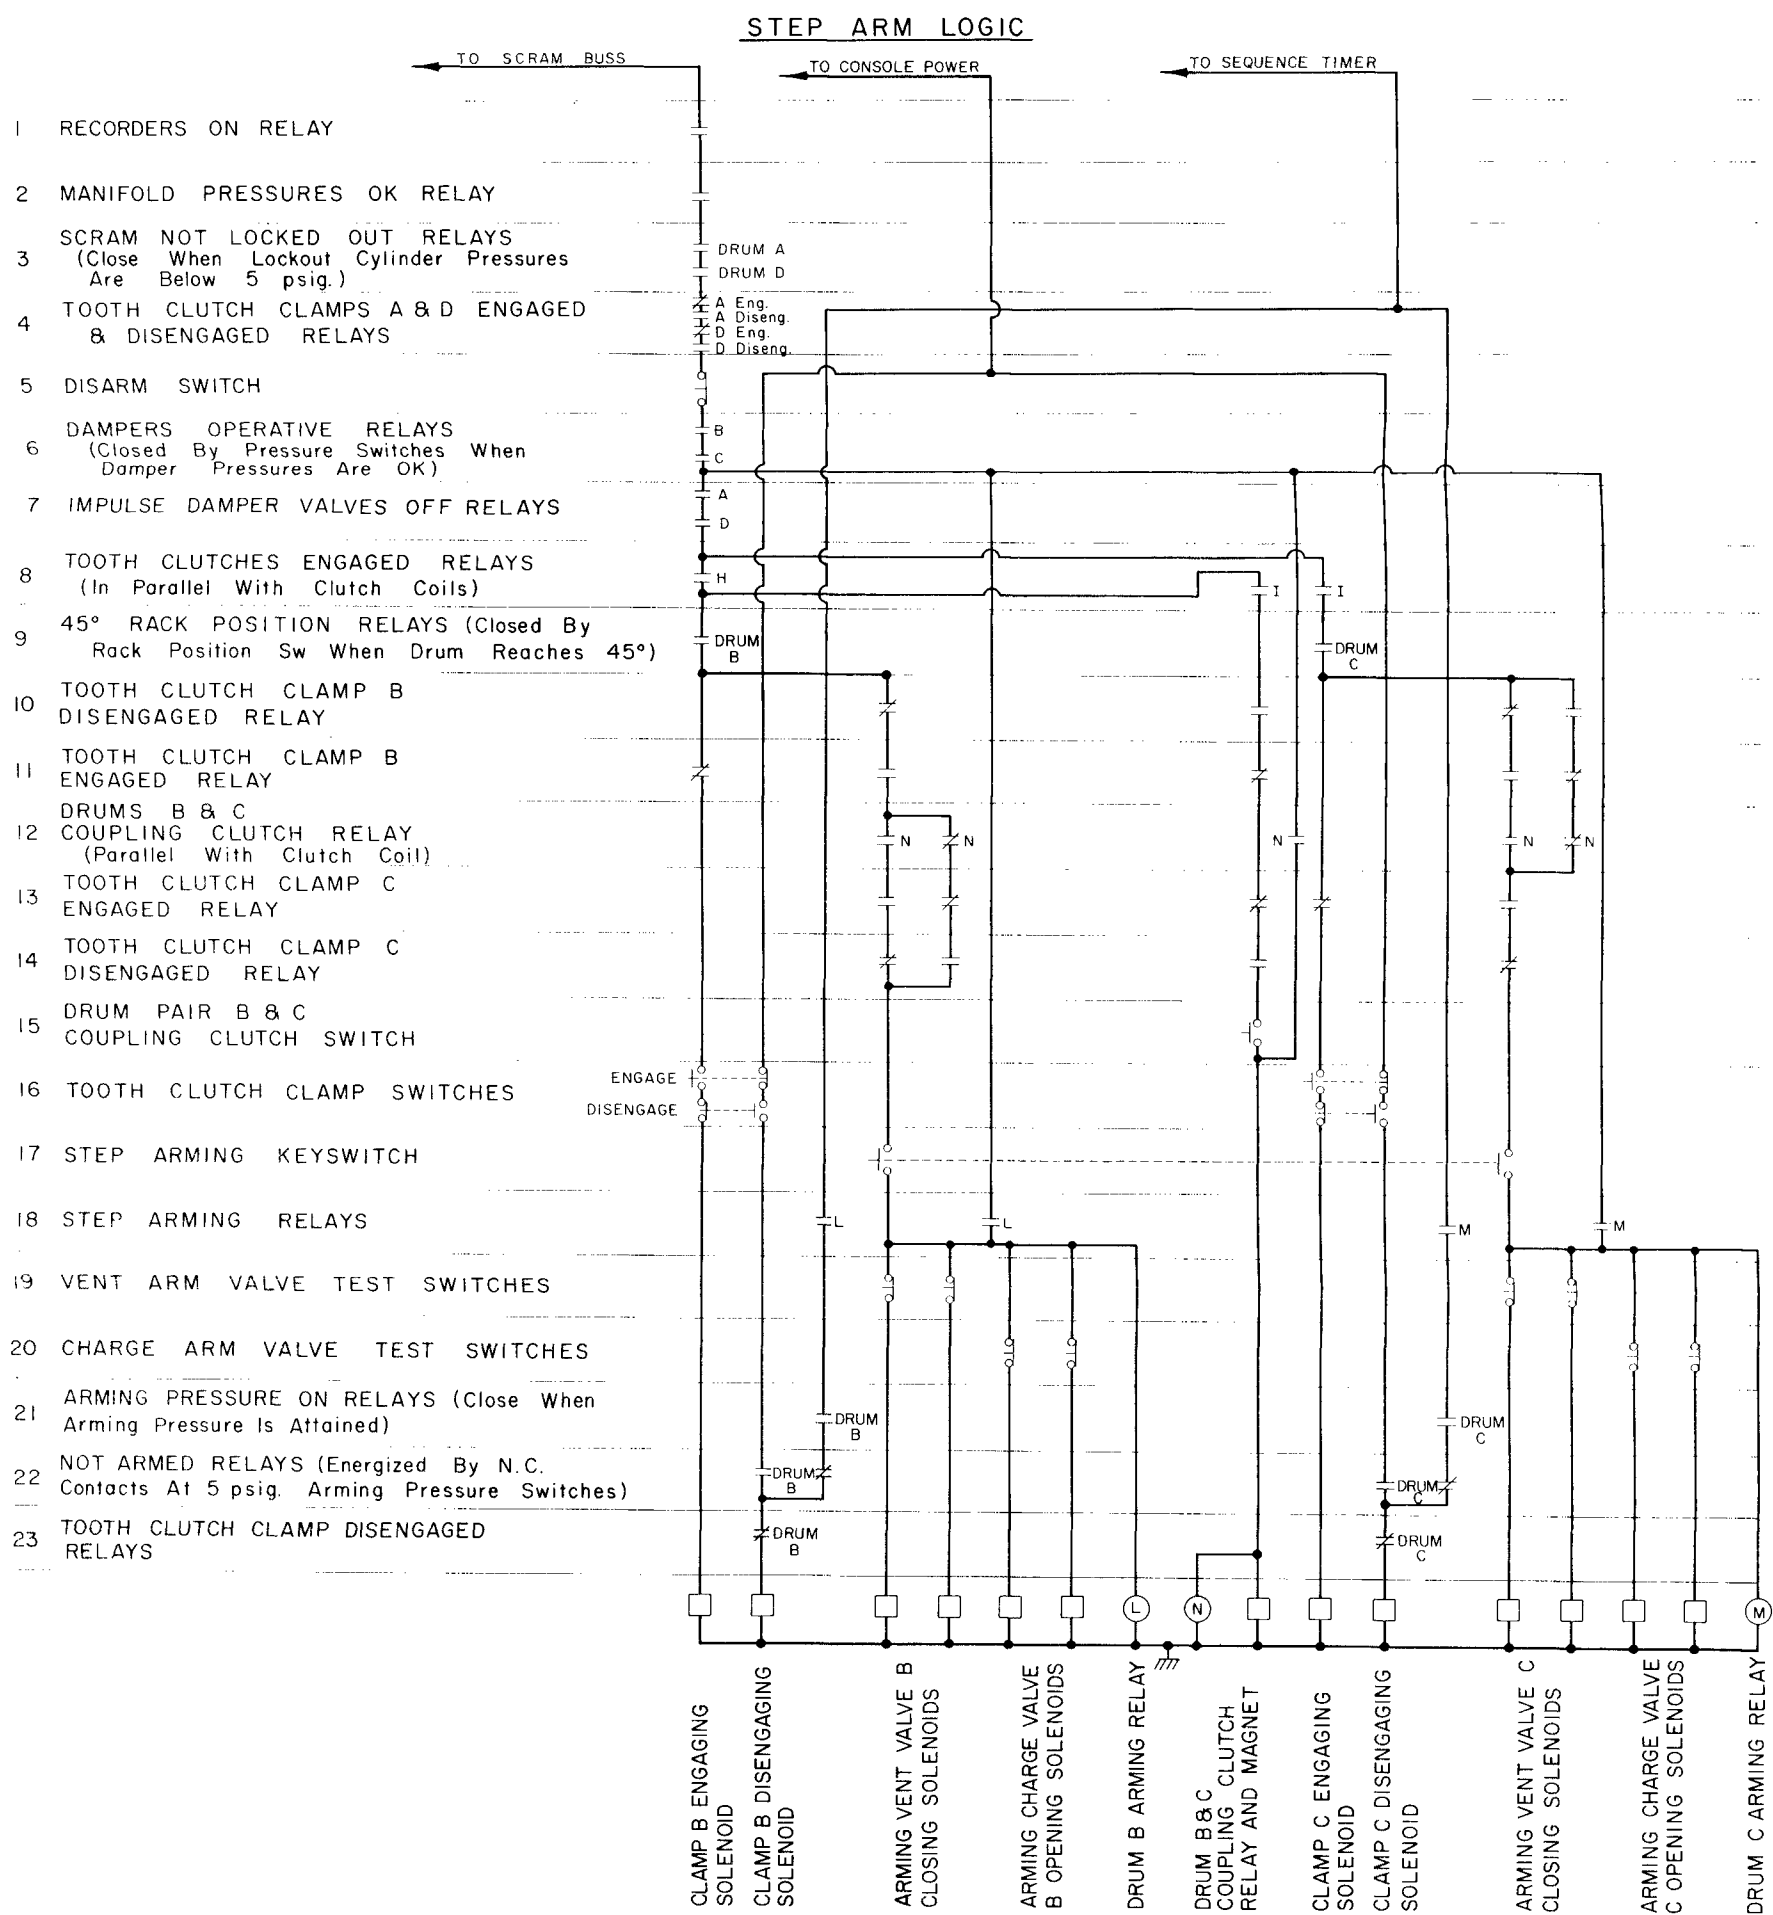 STEP ARM LOGIC
TO SCRAM BUSS
TO CONSOLE POWER
TO SEQUENCE TIMER
1 RECORDERS ON RELAY
2 MANIFOLD PRESSURES OK RELAY
3 SCRAM NOT LOCKED OUT RELAYS
(Close When Lockout Cylinder Pressures
Are Below 5 psig.)
DRUM A
DRUM D
4 TOOTH CLUTCH CLAMPS A & D ENGAGED
& DISENGAGED RELAYS
A Eng.
A Diseng.
D Eng.
D Diseng.
5 DISARM SWITCH
6 DAMPERS OPERATIVE RELAYS
(Closed By Pressure Switches When
Damper Pressures Are OK)
B
C
7 IMPULSE DAMPER VALVES OFF RELAYS
A
D
8 TOOTH CLUTCHES ENGAGED RELAYS
(In Parallel With Clutch Coils)
H
I
I
9 45° RACK POSITION RELAYS (Closed By
Rack Position Sw When Drum Reaches 45°)
DRUM
B
DRUM
C
10 TOOTH CLUTCH CLAMP B
DISENGAGED RELAY
11 TOOTH CLUTCH CLAMP B
ENGAGED RELAY
12 DRUMS B & C
COUPLING CLUTCH RELAY
(Parallel With Clutch Coil)
N
N
N
N
N
13 TOOTH CLUTCH CLAMP C
ENGAGED RELAY
14 TOOTH CLUTCH CLAMP C
DISENGAGED RELAY
15 DRUM PAIR B & C
COUPLING CLUTCH SWITCH
16 TOOTH CLUTCH CLAMP SWITCHES
ENGAGE
DISENGAGE
17 STEP ARMING KEYSWITCH
18 STEP ARMING RELAYS
L
L
M
M
19 VENT ARM VALVE TEST SWITCHES
20 CHARGE ARM VALVE TEST SWITCHES
21 ARMING PRESSURE ON RELAYS (Close When
Arming Pressure Is Attained)
DRUM
B
DRUM
C
22 NOT ARMED RELAYS (Energized By N.C.
Contacts At 5 psig. Arming Pressure Switches)
DRUM
B
DRUM
C
23 TOOTH CLUTCH CLAMP DISENGAGED
RELAYS
DRUM
B
DRUM
C
L
N
M
CLAMP B ENGAGING
SOLENOID
CLAMP B DISENGAGING
SOLENOID
ARMING VENT VALVE B
CLOSING SOLENOIDS
ARMING CHARGE VALVE
B OPENING SOLENOIDS
DRUM B ARMING RELAY
DRUM B&C
COUPLING CLUTCH
RELAY AND MAGNET
CLAMP C ENGAGING
SOLENOID
CLAMP C DISENGAGING
SOLENOID
ARMING VENT VALVE C
CLOSING SOLENOIDS
ARMING CHARGE VALVE
C OPENING SOLENOIDS
DRUM C ARMING RELAY